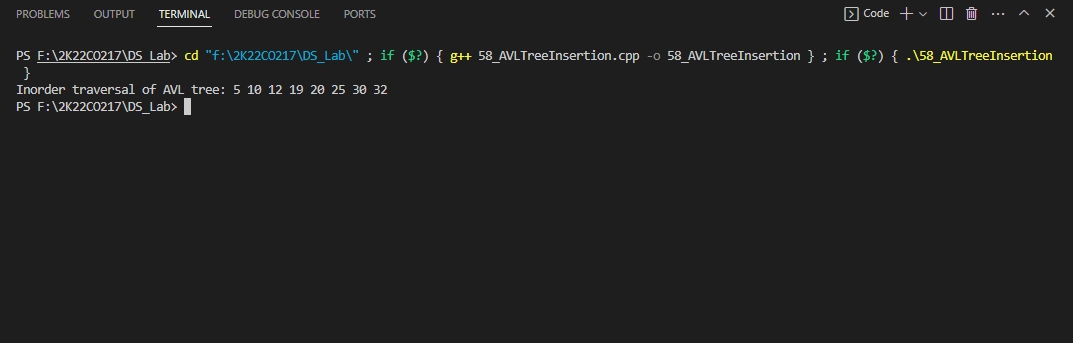 PROBLEMS OUTPUT TERMINAL DEBUG CONSOLE PORTS Code
PS F:\2K22CO217\DS_Lab> cd "f:\2K22CO217\DS_Lab\" ; if ($?) { g++ 58_AVLTreeInsertion.cpp -o 58_AVLTreeInsertion } ; if ($?) { .\58_AVLTreeInsertion
}
Inorder traversal of AVL tree: 5 10 12 19 20 25 30 32
PS F:\2K22CO217\DS_Lab>